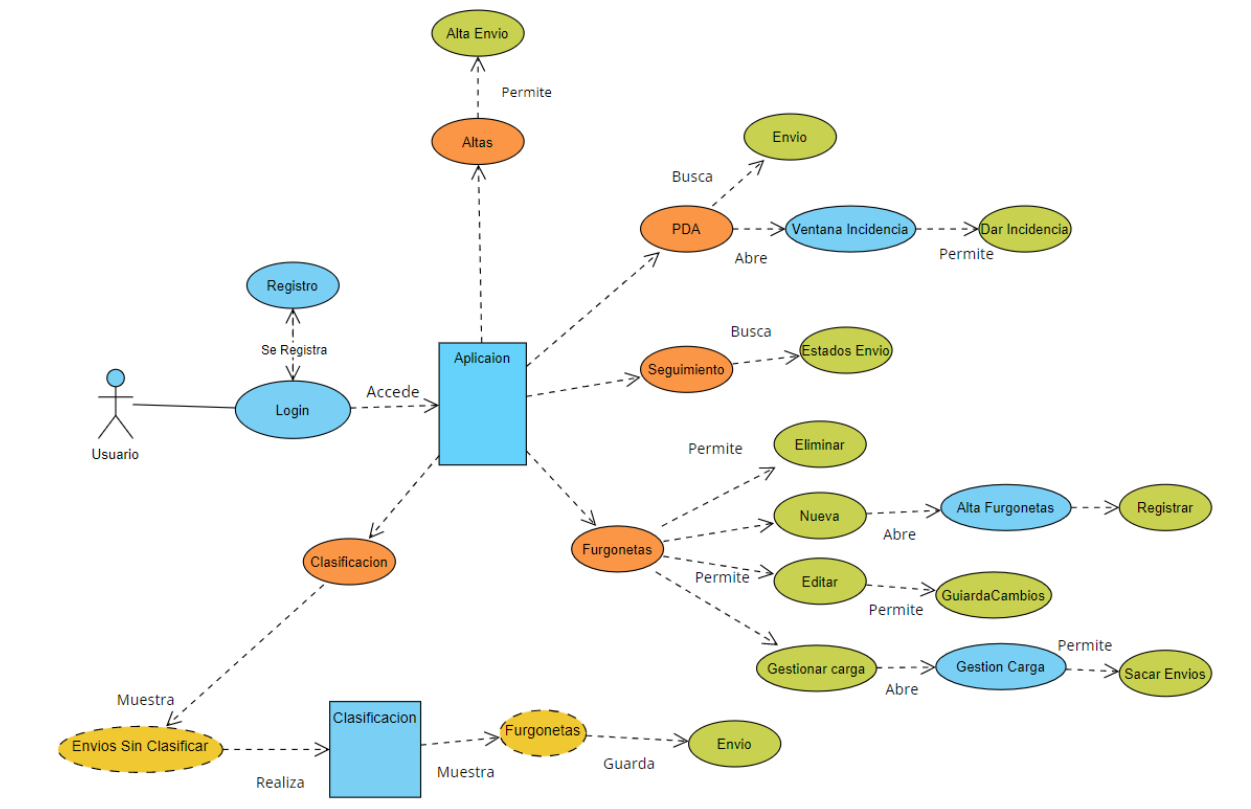 Alta Envio
Permite
Altas
Envio
Busca
PDA
Ventana Incidencia
Dar Incidencia
Abre
Permite
Registro
Se Registra
Aplicaion
Busca
Estados Envio
Seguimiento
Accede
Login
Usuario
Permite
Eliminar
Nueva
Alta Furgonetas
Registrar
Abre
Furgonetas
Clasificacion
Permite
Editar
GuiardaCambios
Permite
Permite
Gestionar carga
Gestion Carga
Sacar Envios
Abre
Muestra
Clasificacion
Furgonetas
Envios Sin Clasificar
Envio
Guarda
Muestra
Realiza